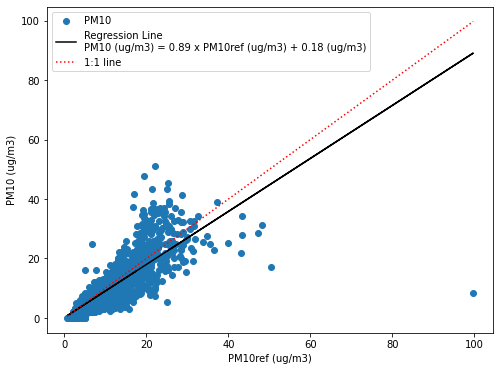 PM10
Regression Line
PM10 (ug/m3) = 0.89 x PM10ref (ug/m3) + 0.18 (ug/m3)
1:1 line
100
80
60
40
20
0
PM10 (ug/m3)
0 20 40 60 80 100
PM10ref (ug/m3)